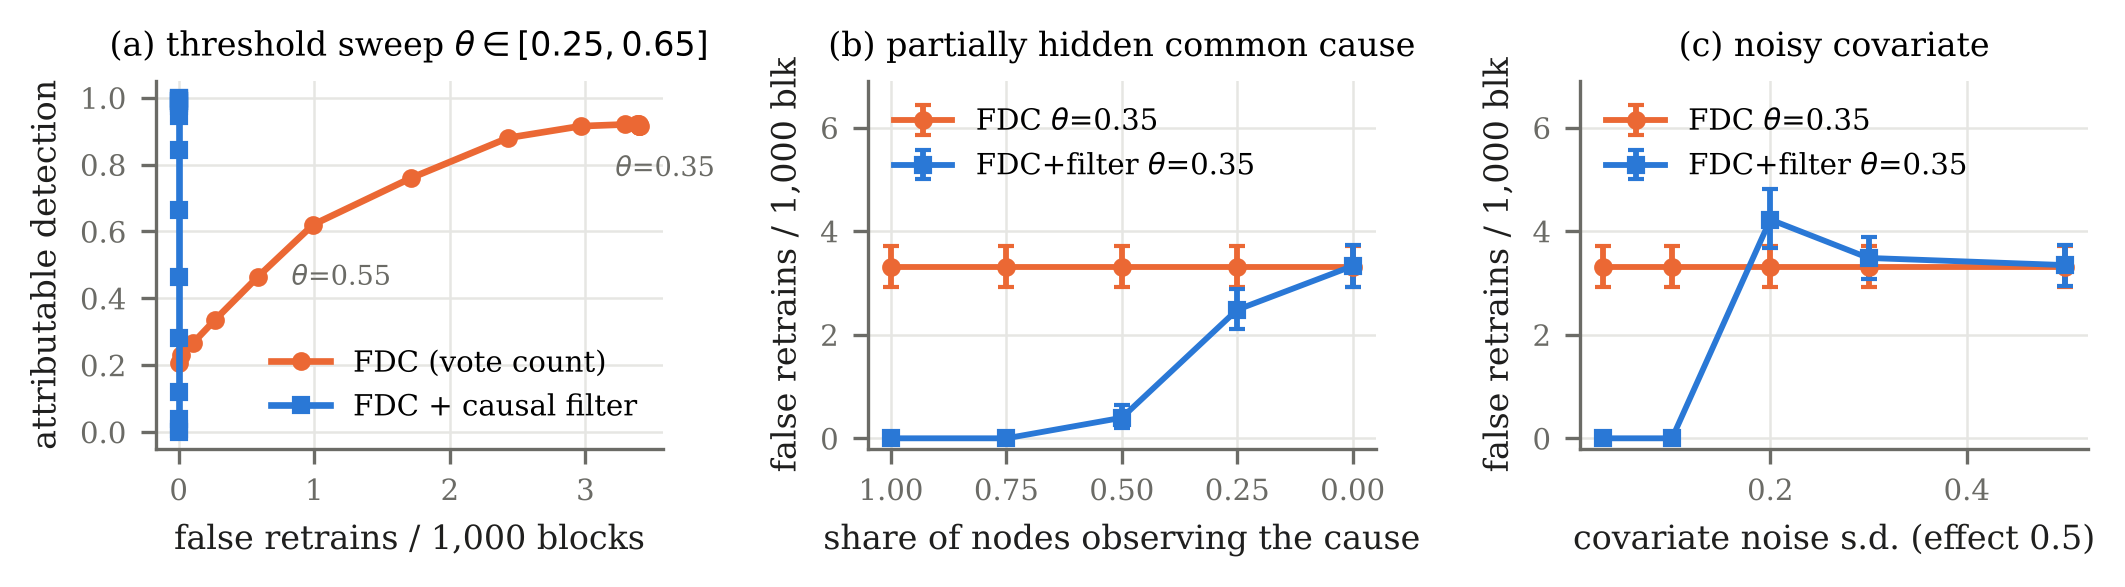 (a) threshold sweep θ ∈ [0.25, 0.65]
attributable detection
1.0
0.8
0.6
0.4
0.2
0.0
θ=0.35
θ=0.55
FDC (vote count)
FDC + causal filter
0 1 2 3
false retrains / 1,000 blocks
(b) partially hidden common cause
false retrains / 1,000 blk
6
4
2
0
FDC θ=0.35
FDC+filter θ=0.35
1.00 0.75 0.50 0.25 0.00
share of nodes observing the cause
(c) noisy covariate
false retrains / 1,000 blk
6
4
2
0
FDC θ=0.35
FDC+filter θ=0.35
0.2 0.4
covariate noise s.d. (effect 0.5)